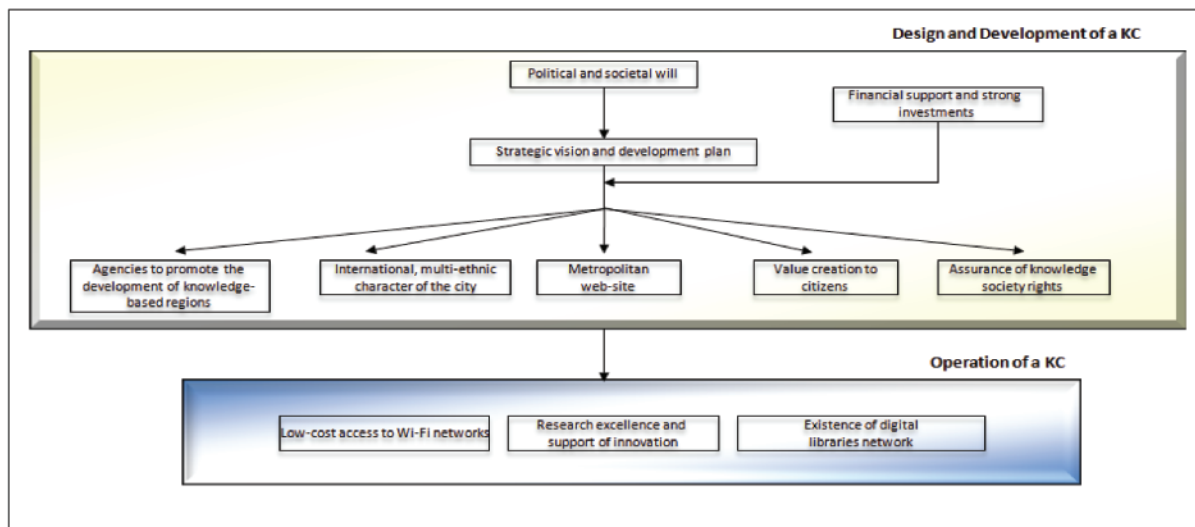 Design and Development of a KC
Political and societal will
Financial support and strong
investments
Strategic vision and development plan
Agencies to promote the
development of knowledge-
based regions
International, multi-ethnic
character of the city
Metropolitan
web-site
Value creation to
citizens
Assurance of knowledge
society rights
Operation of a KC
Low-cost access to Wi-Fi networks
Research excellence and
support of innovation
Existence of digital
libraries network